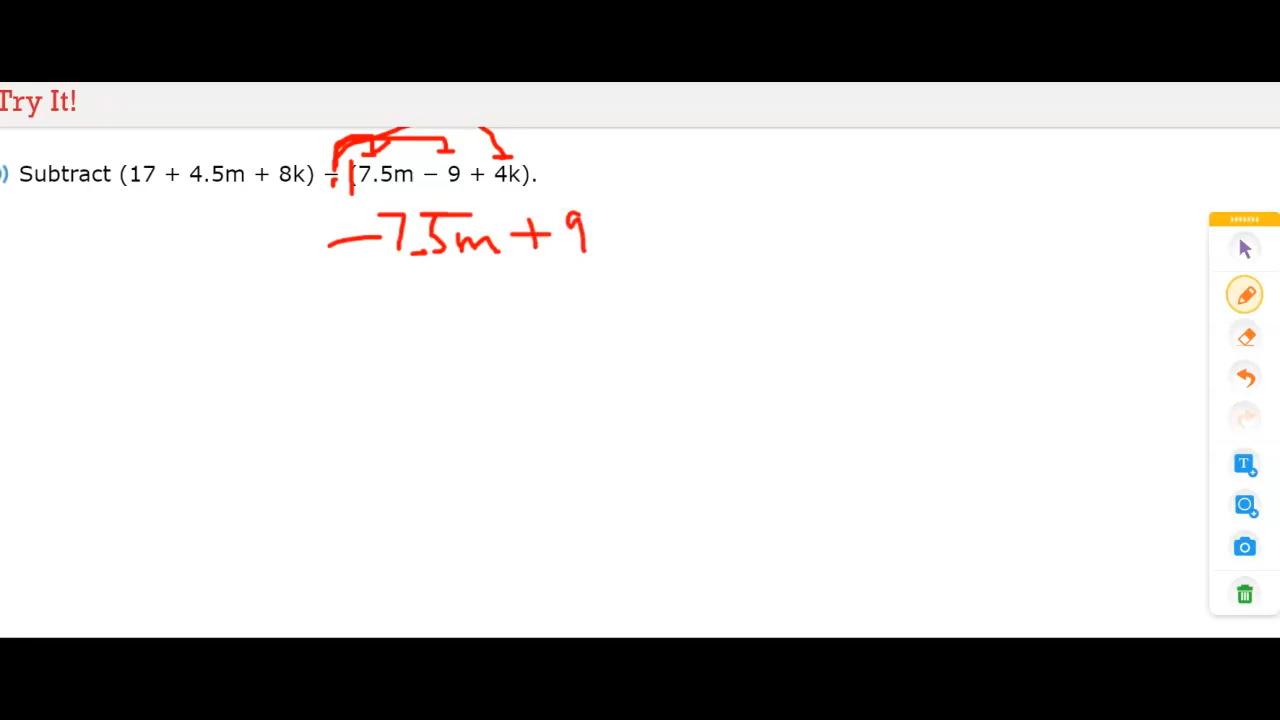 Try It!
) Subtract (17 + 4.5m + 8k) − (7.5m − 9 + 4k).
−7.5m + 9
T